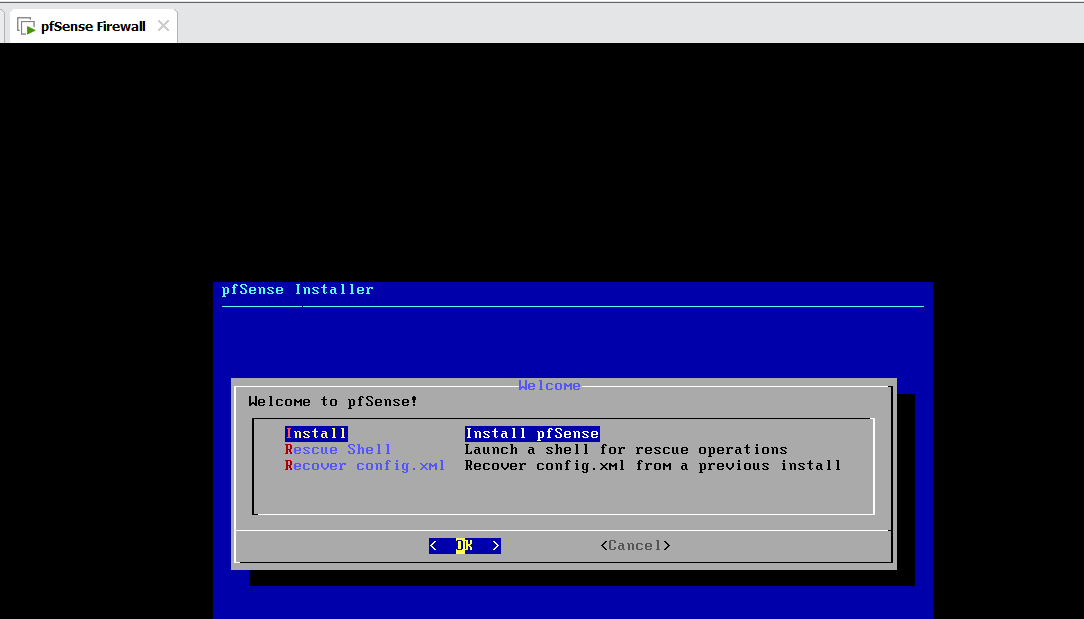 pfSense Firewall
pfSense Installer
Welcome
Welcome to pfSense!
Install Install pfSense
Rescue Shell Launch a shell for rescue operations
Recover config.xml Recover config.xml from a previous install
< OK > <Cancel>